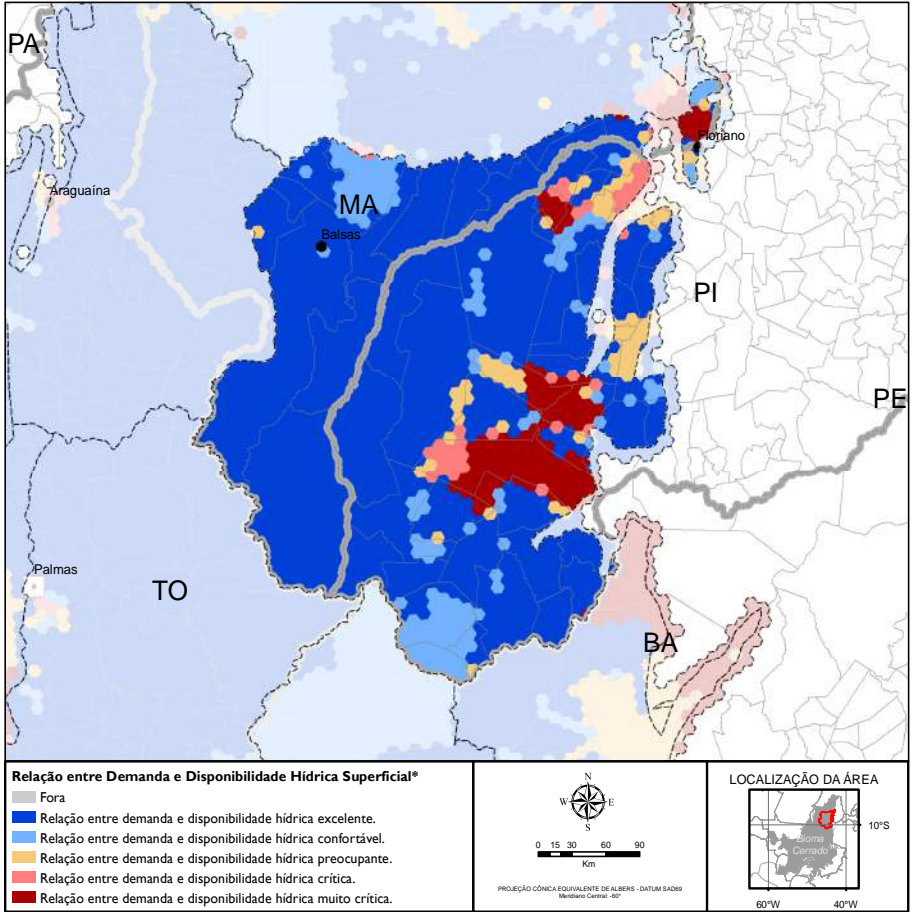 PA
Floriano
Araguaína
MA
Balsas
PI
PE
Palmas
TO
BA
Relação entre Demanda e Disponibilidade Hídrica Superficial*
Fora
Relação entre demanda e disponibilidade hídrica excelente.
Relação entre demanda e disponibilidade hídrica confortável.
Relação entre demanda e disponibilidade hídrica preocupante.
Relação entre demanda e disponibilidade hídrica crítica.
Relação entre demanda e disponibilidade hídrica muito crítica.
N
W E
S
0 15 30 60 90
Km
PROJEÇÃO CÔNICA EQUIVALENTE DE ALBERS - DATUM SAD69
Meridiano Central: -60°
LOCALIZAÇÃO DA ÁREA
10°S
Bioma
Cerrado
60°W 40°W